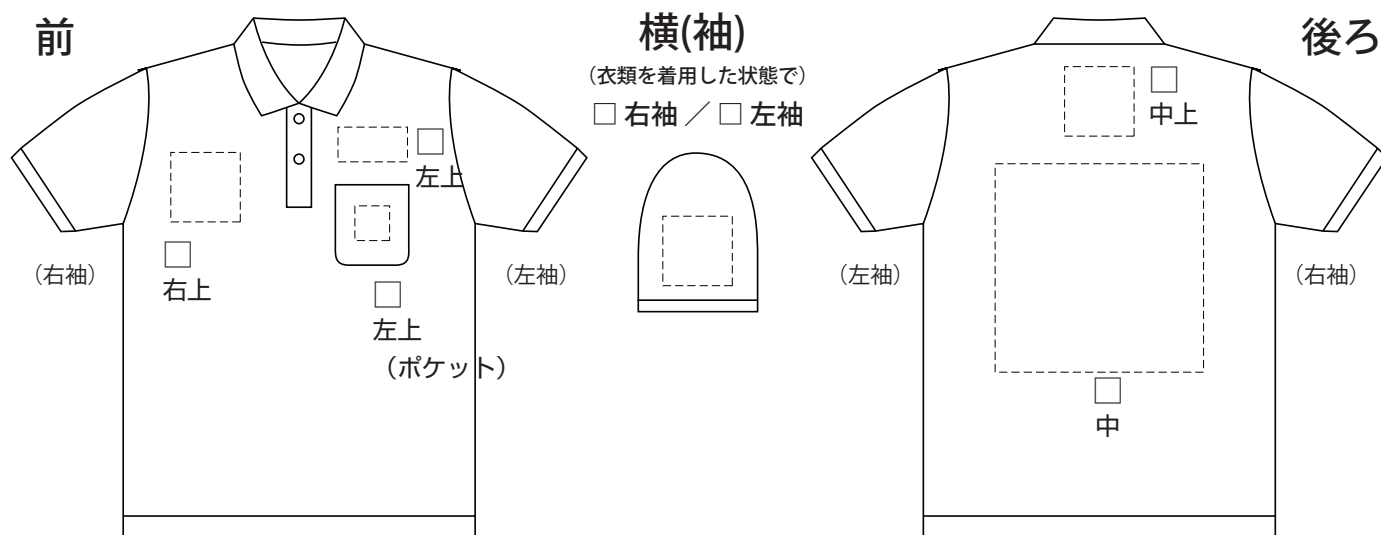 前
左上
右上
左上
（ポケット）
（右袖）
（左袖）
横(袖)
（衣類を着用した状態で）
□ 右袖 ／ □ 左袖
後ろ
中上
中
（左袖）
（右袖）